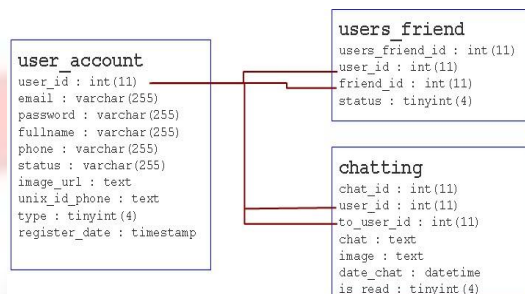 user_account
user_id : int(11)
email : varchar(255)
password : varchar(255)
fullname : varchar(255)
phone : varchar(255)
status : varchar(255)
image_url : text
unix_id_phone : text
type : tinyint(4)
register_date : timestamp
users_friend
users_friend_id : int(11)
user_id : int(11)
friend_id : int(11)
status : tinyint(4)
chatting
chat_id : int(11)
user_id : int(11)
to_user_id : int(11)
chat : text
image : text
date_chat : datetime
is_read : tinyint(4)